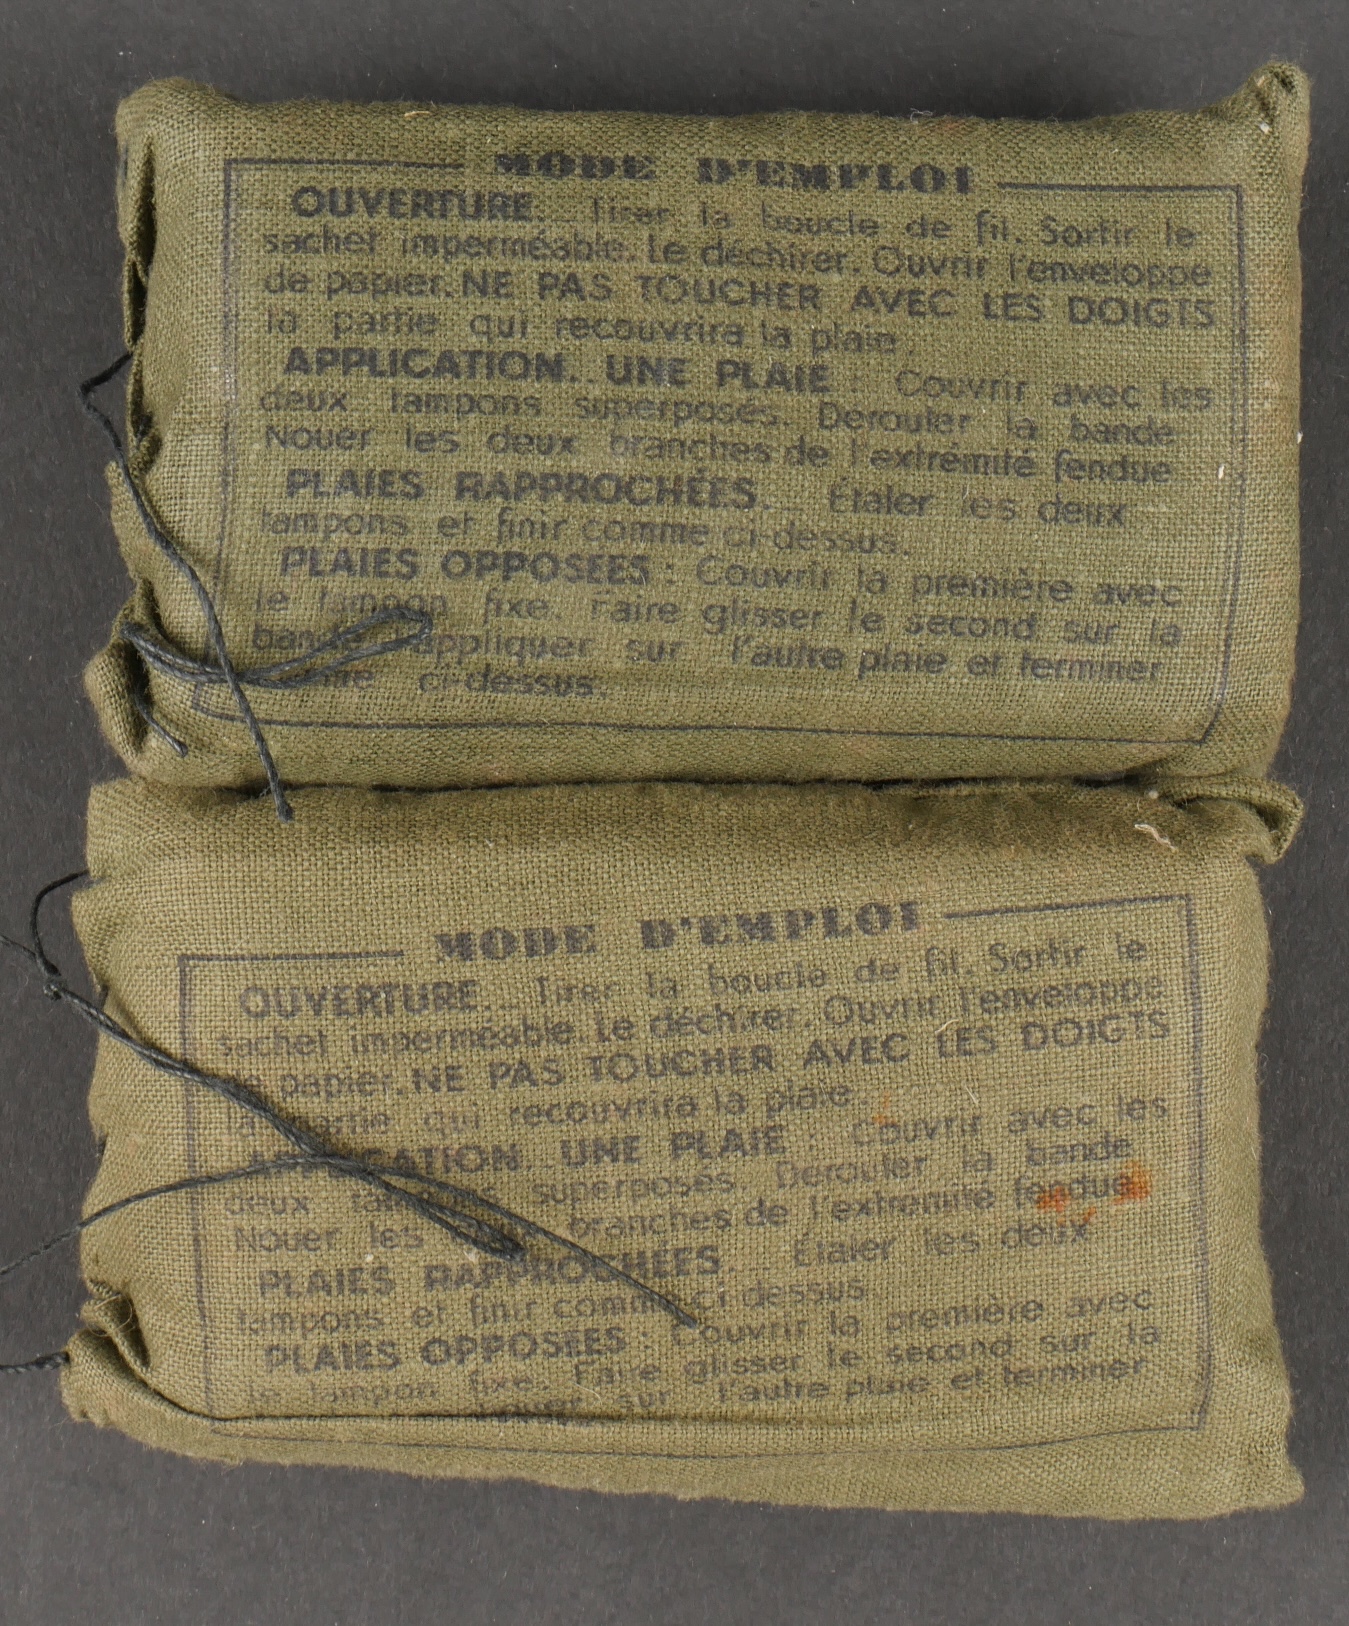 MODE D'EMPLOI
OUVERTURE. Tirer la boucle de fil. Sortir le
sachet imperméable. Le déchirer. Ouvrir l'enveloppe
de papier. NE PAS TOUCHER AVEC LES DOIGTS
la partie qui recouvrira la plaie.
APPLICATION. UNE PLAIE : Couvrir avec les
deux tampons superposés. Derouler la bande
Nouer les deux branches de l'extrémité fendue
PLAIES RAPPROCHÉES. Étaler les deux
tampons et finir comme ci-dessus.
PLAIES OPPOSEES : Couvrir la première avec
le tampon fixe. Faire glisser le second sur la
bande appliquer sur l'autre plaie et terminer
ci-dessus.
MODE D'EMPLOI
OUVERTURE. Tirer la boucle de fil. Sortir le
sachet imperméable. Le déchirer. Ouvrir l'enveloppe
papier. NE PAS TOUCHER AVEC LES DOIGTS
la partie qui recouvrira la plaie.
APPLICATION. UNE PLAIE : Couvrir avec les
deux superposés Derouler la bande
Nouer les branches de l'extrémité fendue
PLAIES RAPPROCHÉES. Étaler les deux
tampons et finir comme ci dessus
PLAIES OPPOSEES : Couvrir la première avec
le tampon fixe. Faire glisser le second sur la
sur l'autre plaie et terminer